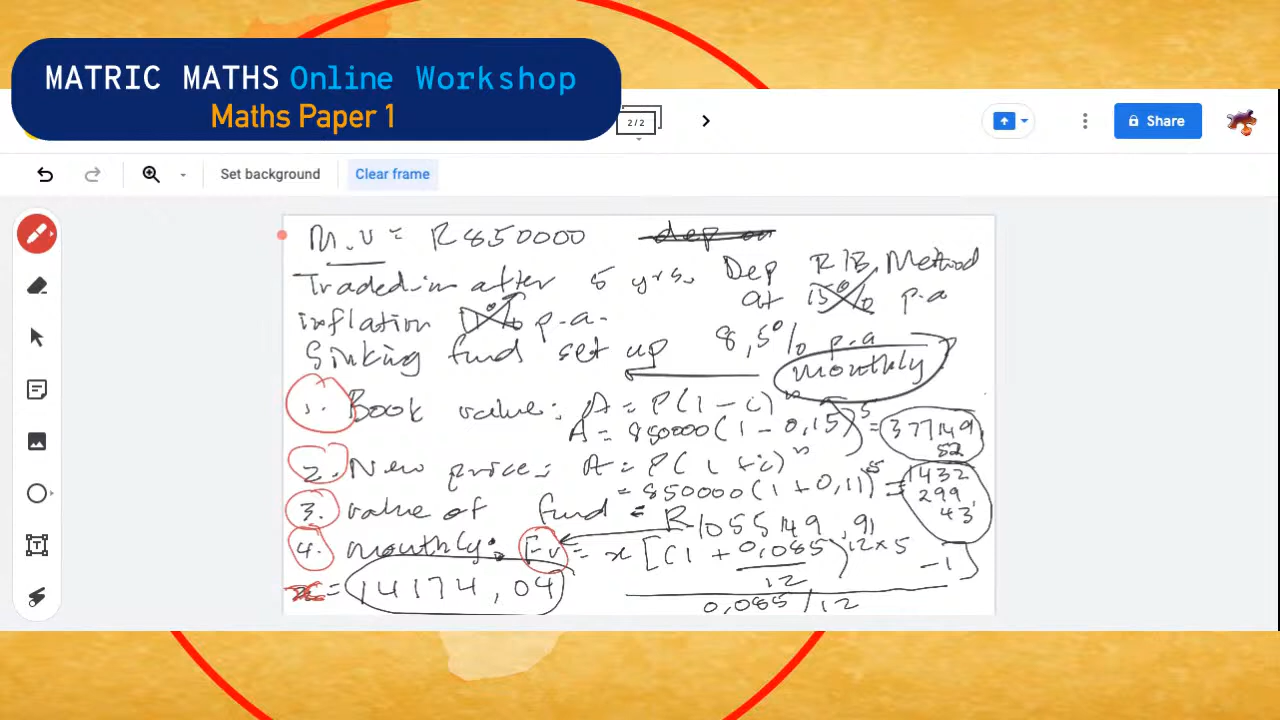 MATRIC MATHS Online Workshop
Maths Paper 1
2/2
Share
Set background
Clear frame
M.V = R850000
Traded-in after 5 yrs. Dep R/B Method
at 15% p.a
inflation 11% p.a.
Sinking fund set up 8,5% p.a
monthly
1. Book value: A = P(1 - i)^n
A = 850000(1 - 0,15)^5 = 377149,52
2. New price: A = P(1 + i)^n
= 850000(1 + 0,11)^5 = 1432299,43
3. value of fund = R1055149,91
4. monthly: Fv = x[(1 + 0,085/12)^12×5 - 1]
0,085/12
x = 14174,04